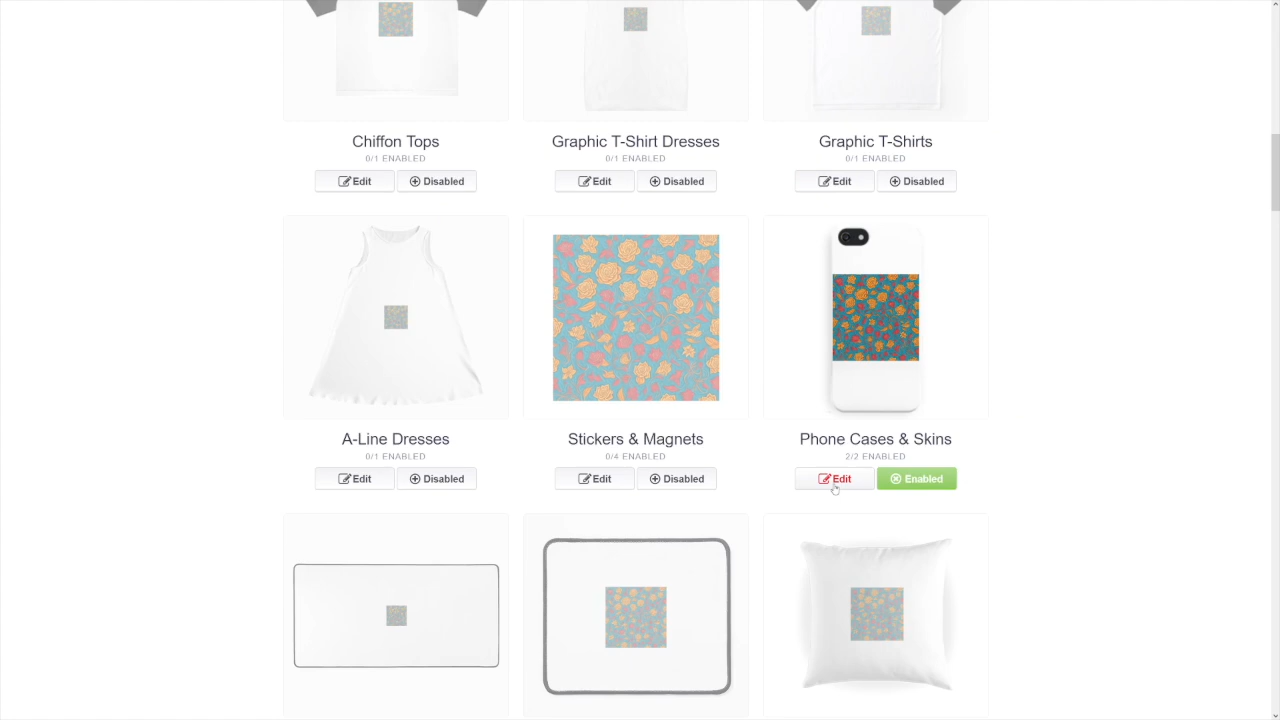 Chiffon Tops
0/1 ENABLED
Edit
Disabled
Graphic T-Shirt Dresses
0/1 ENABLED
Edit
Disabled
Graphic T-Shirts
0/1 ENABLED
Edit
Disabled
A-Line Dresses
0/1 ENABLED
Edit
Disabled
Stickers & Magnets
0/4 ENABLED
Edit
Disabled
Phone Cases & Skins
2/2 ENABLED
Edit
Enabled